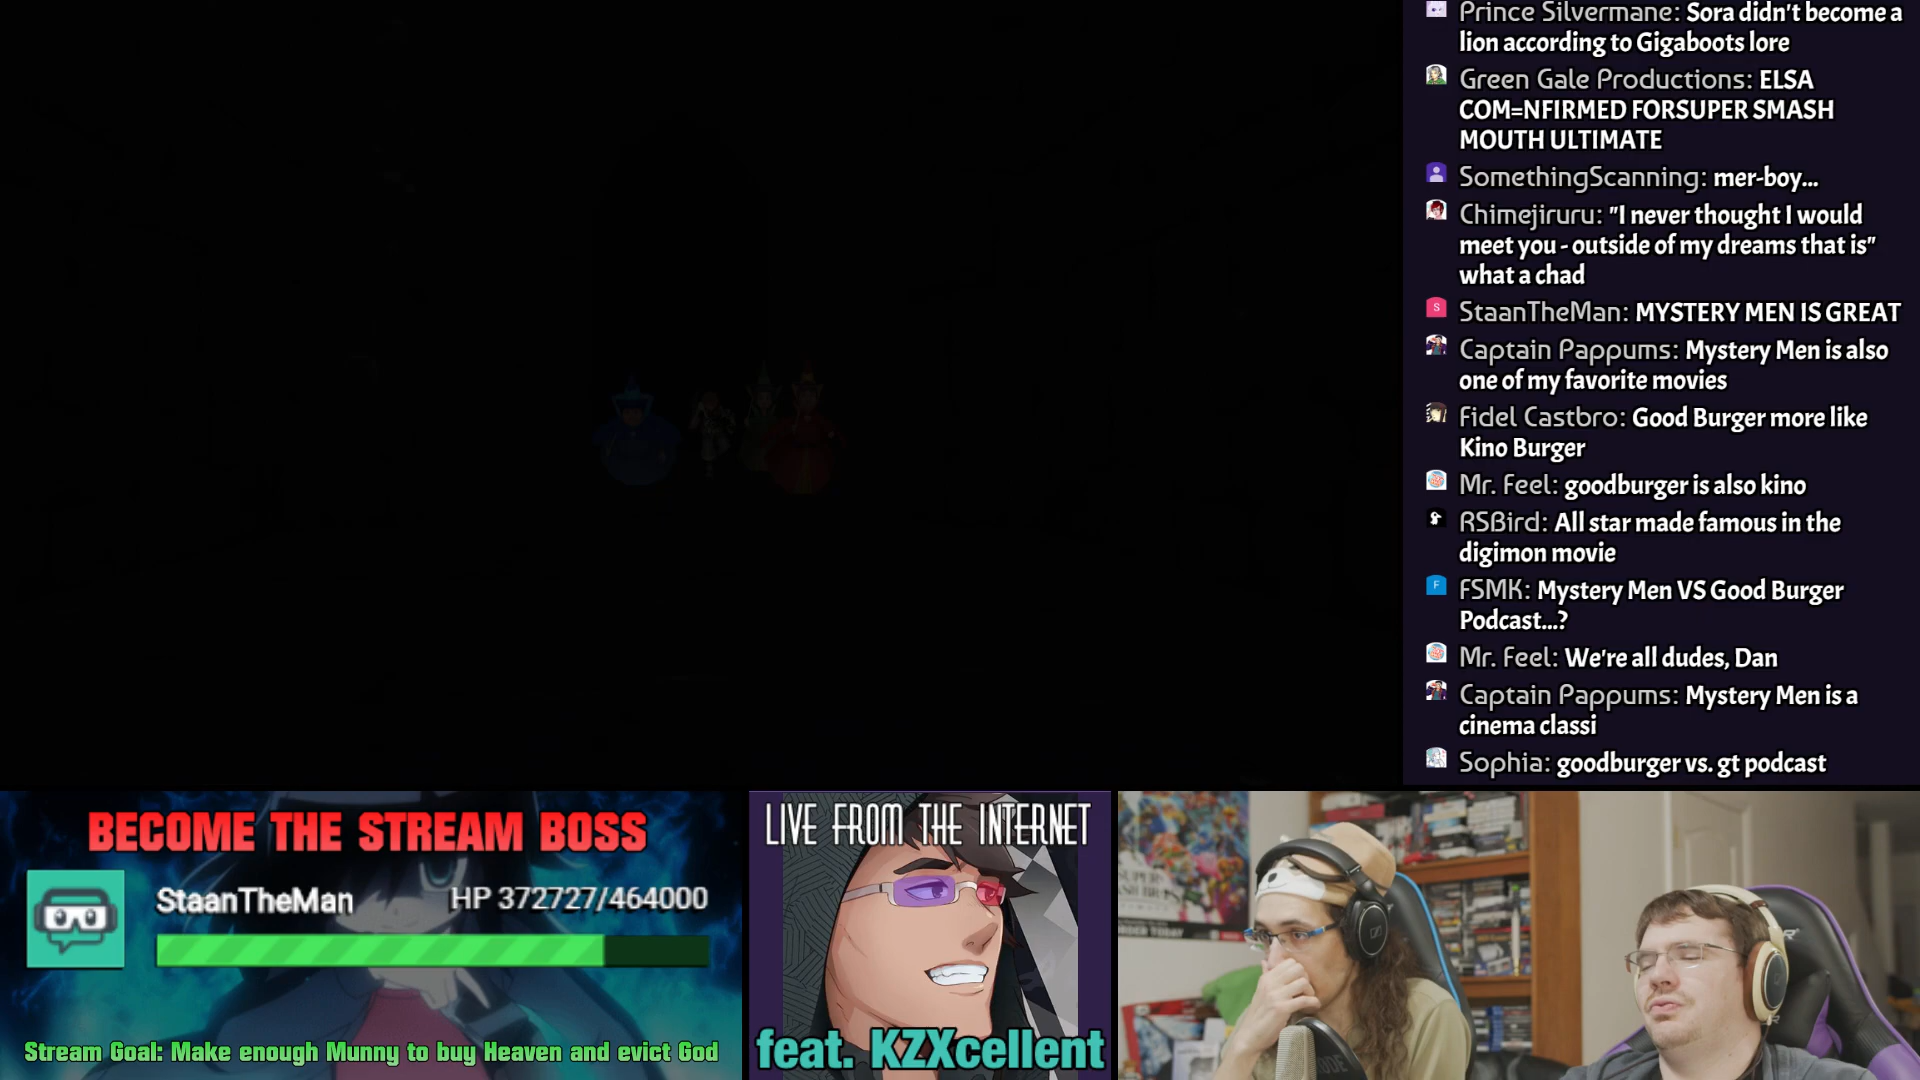 Prince Silvermane: Sora didn't become a
lion according to Gigaboots lore
Green Gale Productions: ELSA
COM=NFIRMED FORSUPER SMASH
MOUTH ULTIMATE
SomethingScanning: mer-boy...
Chimejiruru: "I never thought I would
meet you - outside of my dreams that is"
what a chad
S
StaanTheMan: MYSTERY MEN IS GREAT
Captain Pappums: Mystery Men is also
one of my favorite movies
Fidel Castbro: Good Burger more like
Kino Burger
Mr. Feel: goodburger is also kino
RSBird: All star made famous in the
digimon movie
F
FSMK: Mystery Men VS Good Burger
Podcast...?
Mr. Feel: We're all dudes, Dan
Captain Pappums: Mystery Men is a
cinema classi
Sophia: goodburger vs. gt podcast
BECOME THE STREAM BOSS
StaanTheMan HP 372727/464000
Stream Goal: Make enough Munny to buy Heaven and evict God
LIVE FROM THE INTERNET
feat. KZXcellent